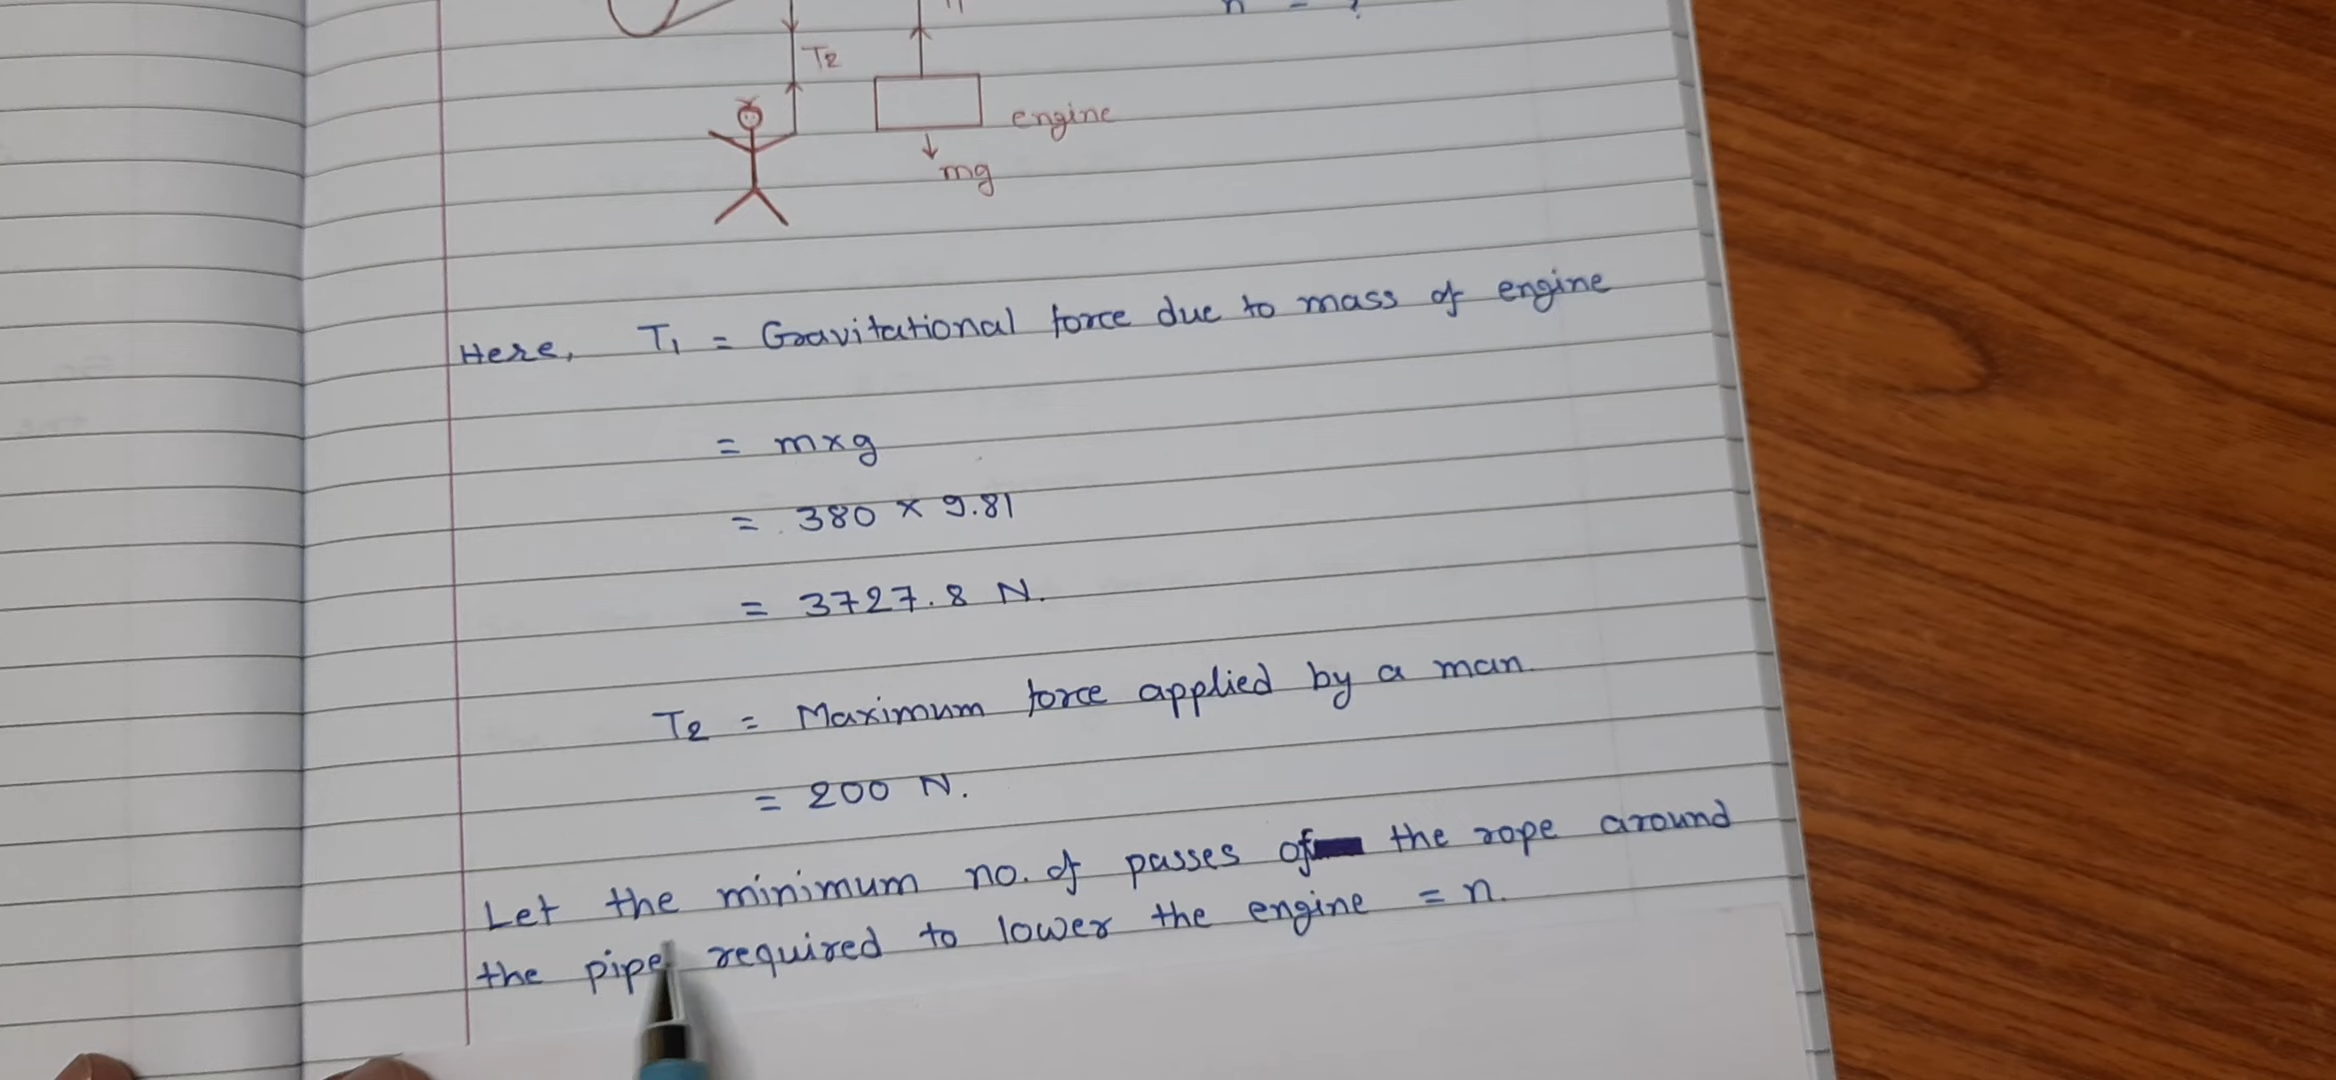 T2
engine
mg
Here, T1 = Gravitational force due to mass of engine
= m×g
= 380 × 9.81
= 3727.8 N.
T2 = Maximum force applied by a man.
= 200 N.
Let the minimum no. of passes of the rope around
the pipe required to lower the engine = n.